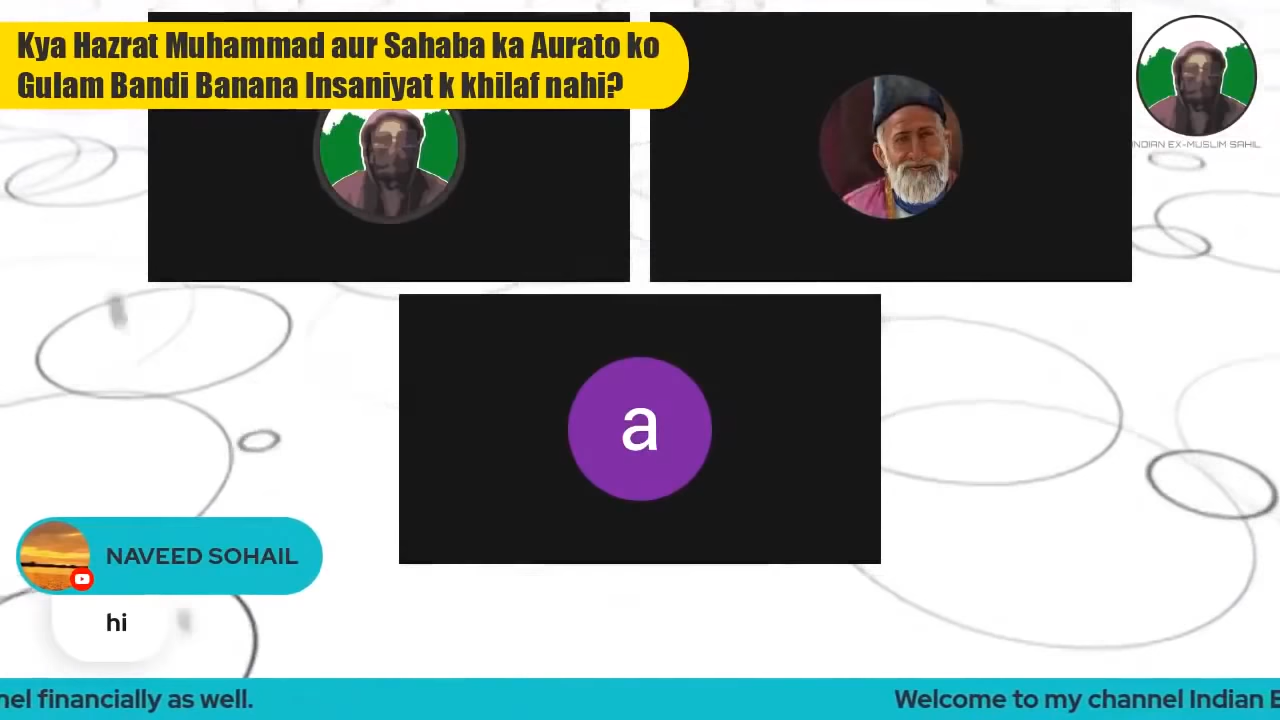 Kya Hazrat Muhammad aur Sahaba ka Aurato ko
Gulam Bandi Banana Insaniyat k khilaf nahi?
INDIAN EX-MUSLIM SAHIL
a
NAVEED SOHAIL
hi
nel financially as well.
Welcome to my channel Indian E